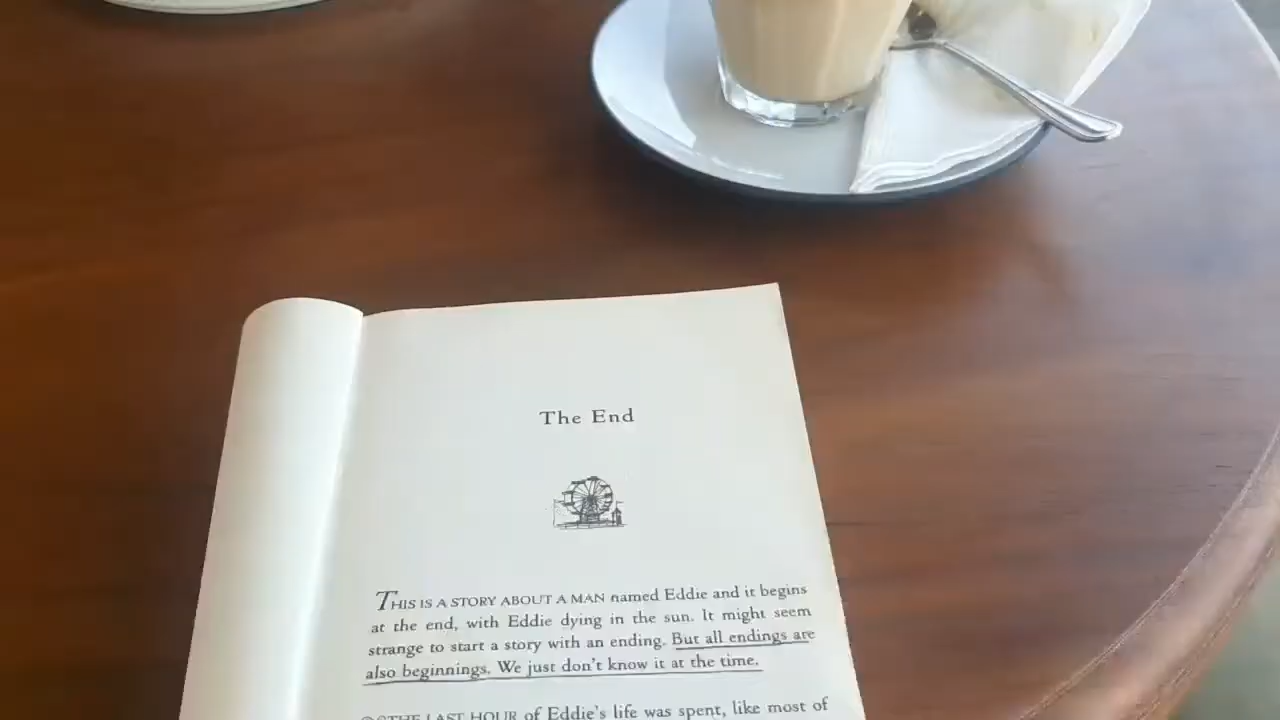 The End
THIS IS A STORY ABOUT A MAN named Eddie and it begins
at the end, with Eddie dying in the sun. It might seem
strange to start a story with an ending. But all endings are
also beginnings. We just don't know it at the time.
THE LAST HOUR of Eddie's life was spent, like most of